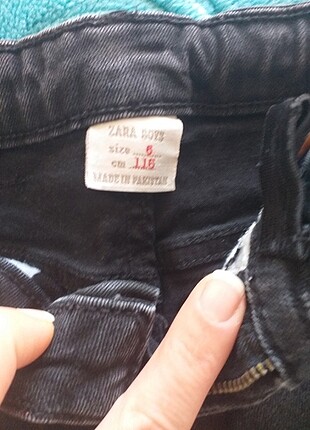 ZARA BOYS
size 6
cm 116
MADE IN PAKISTAN